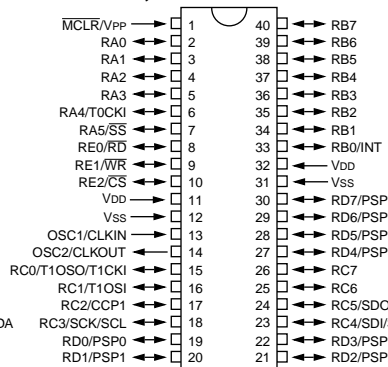 MCLR/VPP 1 40 RB7
RA0 2 39 RB6
RA1 3 38 RB5
RA2 4 37 RB4
RA3 5 36 RB3
RA4/T0CKI 6 35 RB2
RA5/SS 7 34 RB1
RE0/RD 8 33 RB0/INT
RE1/WR 9 32 VDD
RE2/CS 10 31 VSS
VDD 11 30 RD7/PSP
VSS 12 29 RD6/PSP
OSC1/CLKIN 13 28 RD5/PSP
OSC2/CLKOUT 14 27 RD4/PSP
RC0/T1OSO/T1CKI 15 26 RC7
RC1/T1OSI 16 25 RC6
RC2/CCP1 17 24 RC5/SDO
DA RC3/SCK/SCL 18 23 RC4/SDI/
RD0/PSP0 19 22 RD3/PSP
RD1/PSP1 20 21 RD2/PSP